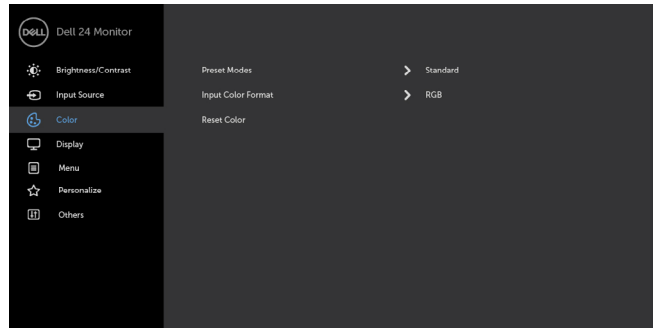 DELL Dell 24 Monitor
Brightness/Contrast Preset Modes Standard
Input Source Input Color Format RGB
Color Reset Color
Display
Menu
Personalize
Others